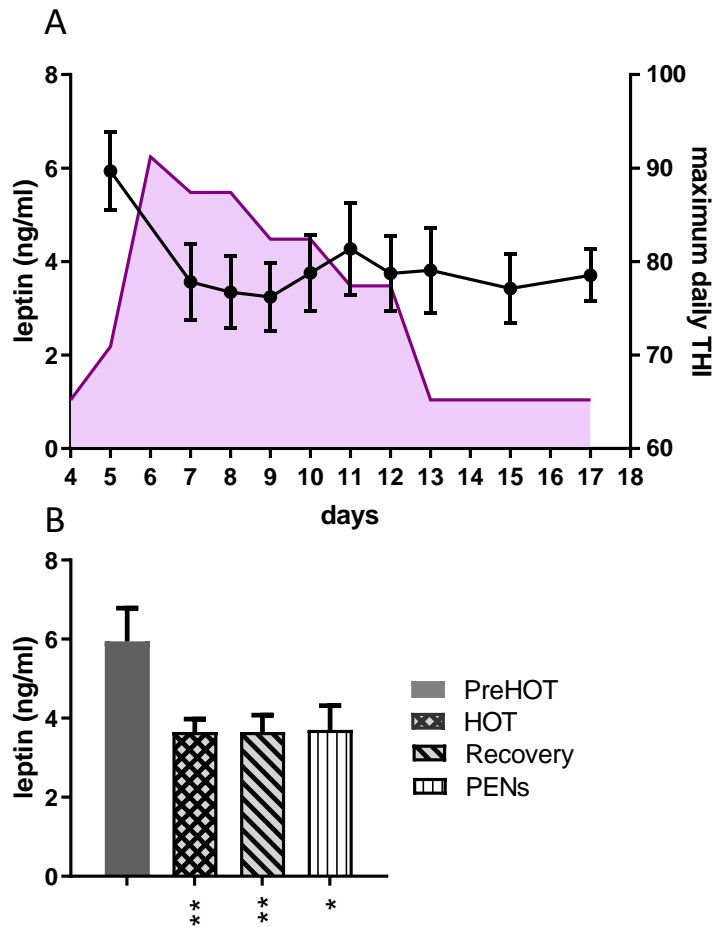 A
8
6
4
2
0
leptin (ng/ml)
100
90
80
70
60
maximum daily THI
4 5 6 7 8 9 10 11 12 13 14 15 16 17 18
days
B
8
6
4
2
0
leptin (ng/ml)
** ** *
PreHOT
HOT
Recovery
PENs